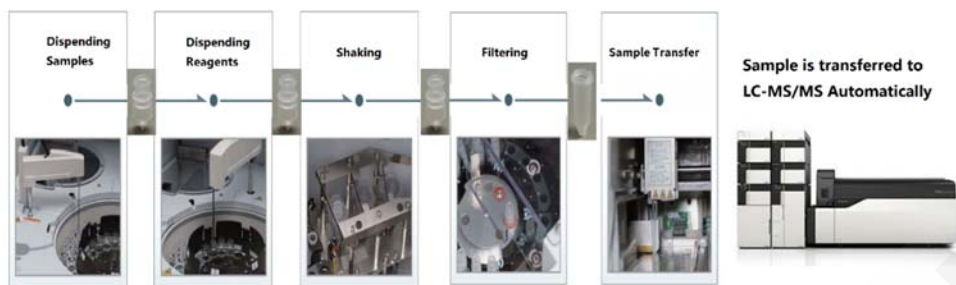 Dispending
Samples
Dispending
Reagents
Shaking
Filtering
Sample Transfer
Sample is transferred to
LC-MS/MS Automatically